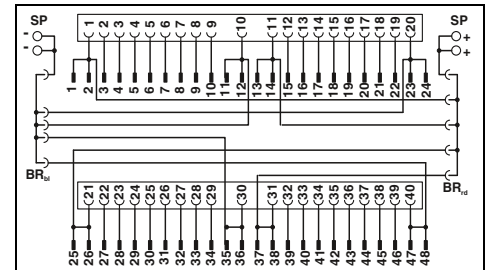 SP 1 2 3 4 5 6 7 8 9 10 11 12 13 14 15 16 17 18 19 20 SP
- +
- +
1 2 3 4 5 6 7 8 9 10 11 12 13 14 15 16 17 18 19 20 21 22 23 24
BRbl BRrd
21 22 23 24 25 26 27 28 29 30 31 32 33 34 35 36 37 38 39 40
25 26 27 28 29 30 31 32 33 34 35 36 37 38 39 40 41 42 43 44 45 46 47 48